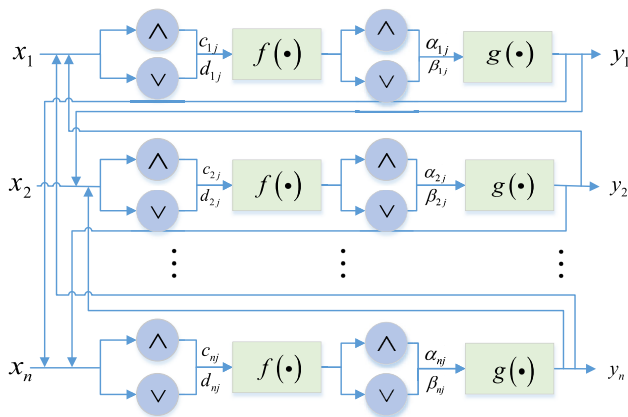 x₁ ∧ ∨ c₁ⱼ d₁ⱼ f(•) ∧ ∨ α₁ⱼ β₁ⱼ g(•) y₁
x₂ ∧ ∨ c₂ⱼ d₂ⱼ f(•) ∧ ∨ α₂ⱼ β₂ⱼ g(•) y₂
⋮ ⋮ ⋮
xₙ ∧ ∨ cₙⱼ dₙⱼ f(•) ∧ ∨ αₙⱼ βₙⱼ g(•) yₙ